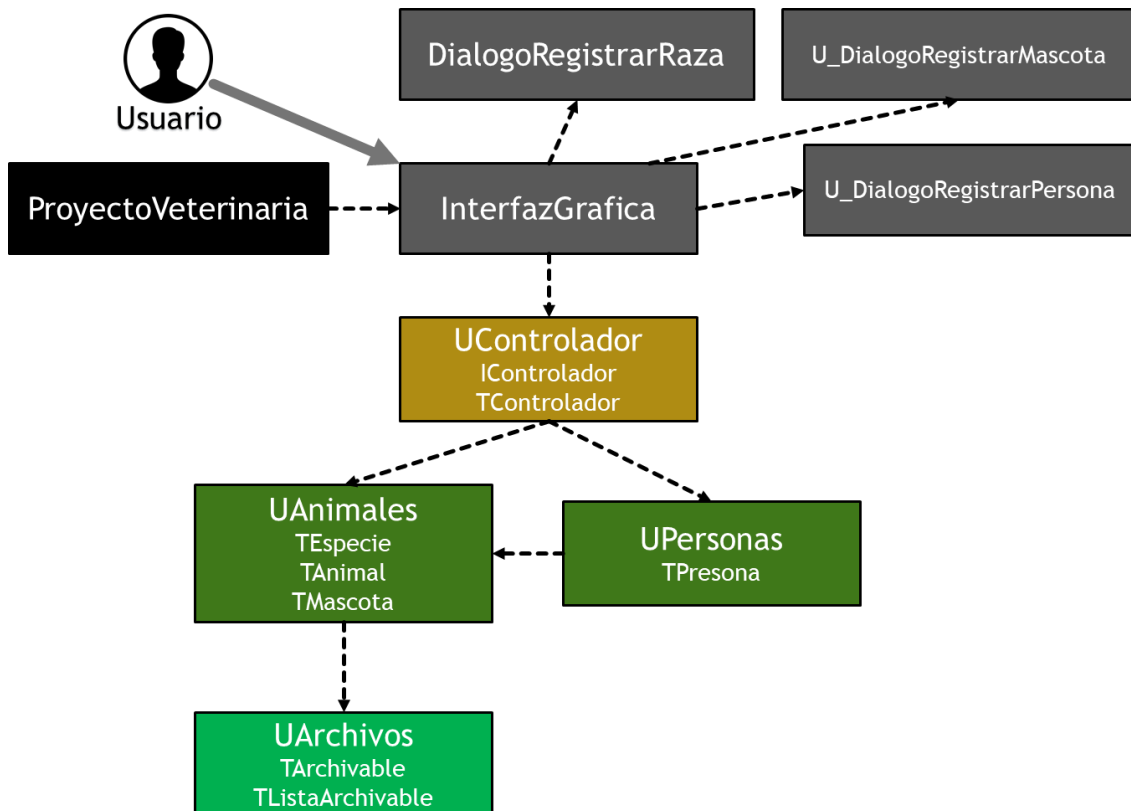 DialogoRegistrarRaza
U_DialogoRegistrarMascota
Usuario
ProyectoVeterinaria
InterfazGrafica
U_DialogoRegistrarPersona
UControlador
IControlador
TControlador
UAnimales
TEspecie
TAnimal
TMascota
UPersonas
TPresona
UArchivos
TArchivable
TListaArchivable